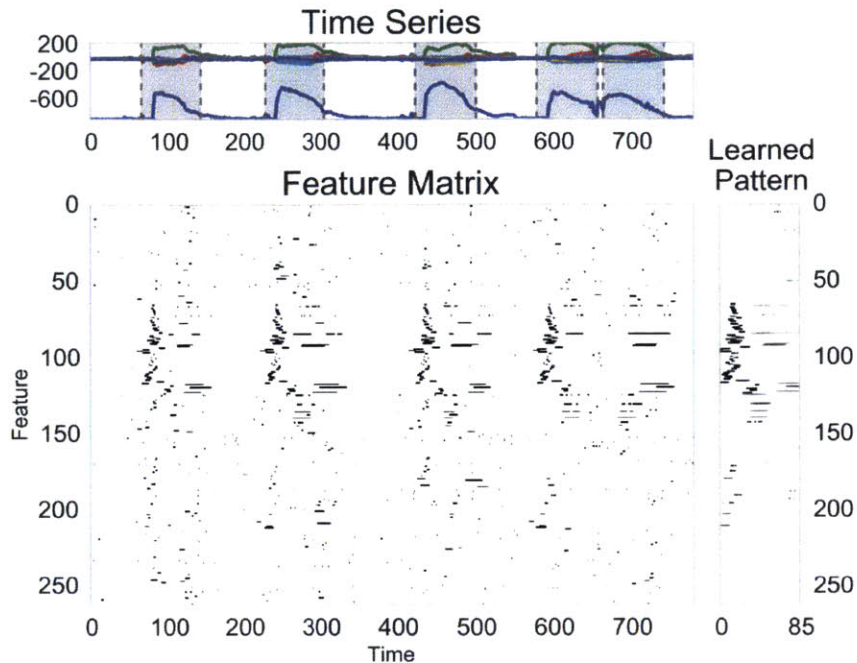 Time Series
200
-200
-600
0 100 200 300 400 500 600 700
Feature Matrix
Learned
Pattern
0 0
50 50
100 100
150 150
200 200
250 250
Feature
0 100 200 300 400 500 600 700 0 85
Time